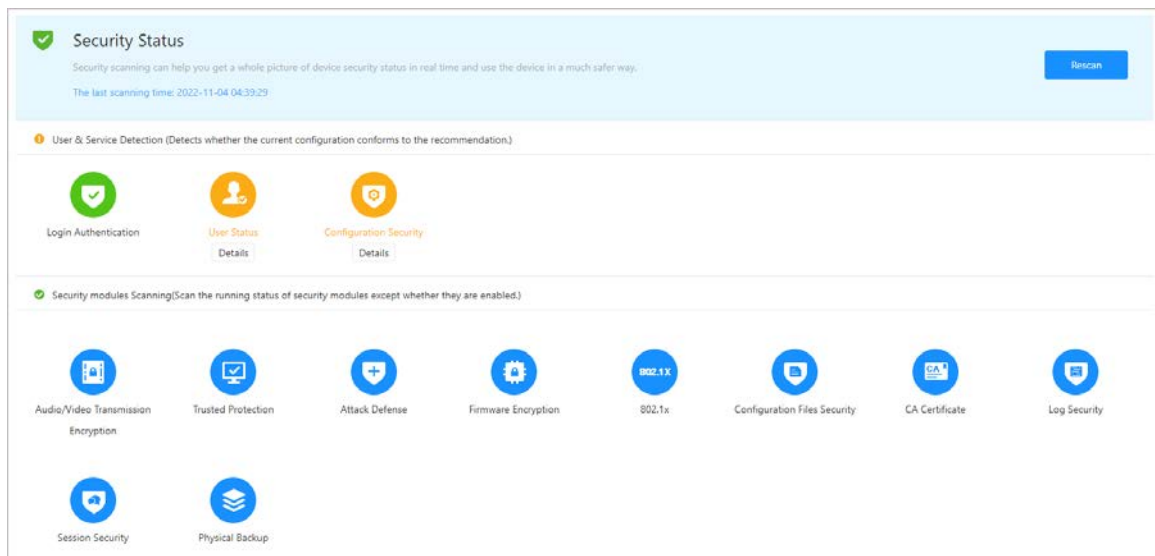 Security Status
Security scanning can help you get a whole picture of device security status in real time and use the device in a much safer way.
Rescan
The last scanning time: 2022-11-04 04:39:29
User & Service Detection (Detects whether the current configuration conforms to the recommendation.)
Login Authentication
User Status
Configuration Security
Details
Details
Security modules Scanning(Scan the running status of security modules except whether they are enabled.)
802.1X
CA
Audio/Video Transmission
Encryption
Trusted Protection
Attack Defense
Firmware Encryption
802.1x
Configuration Files Security
CA Certificate
Log Security
Session Security
Physical Backup